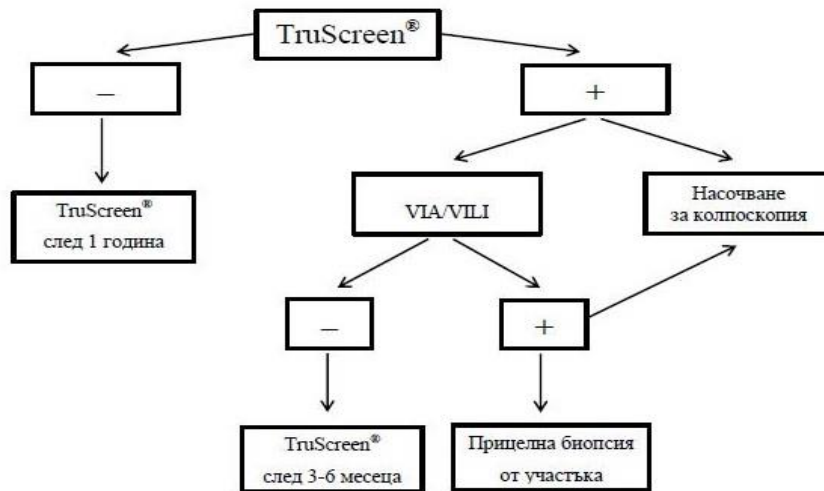 TruScreen®
–
+
TruScreen®
след 1 година
VIA/VILI
Насочване
за колпоскопия
–
+
TruScreen®
след 3-6 месеца
Прицелна биопсия
от участъка